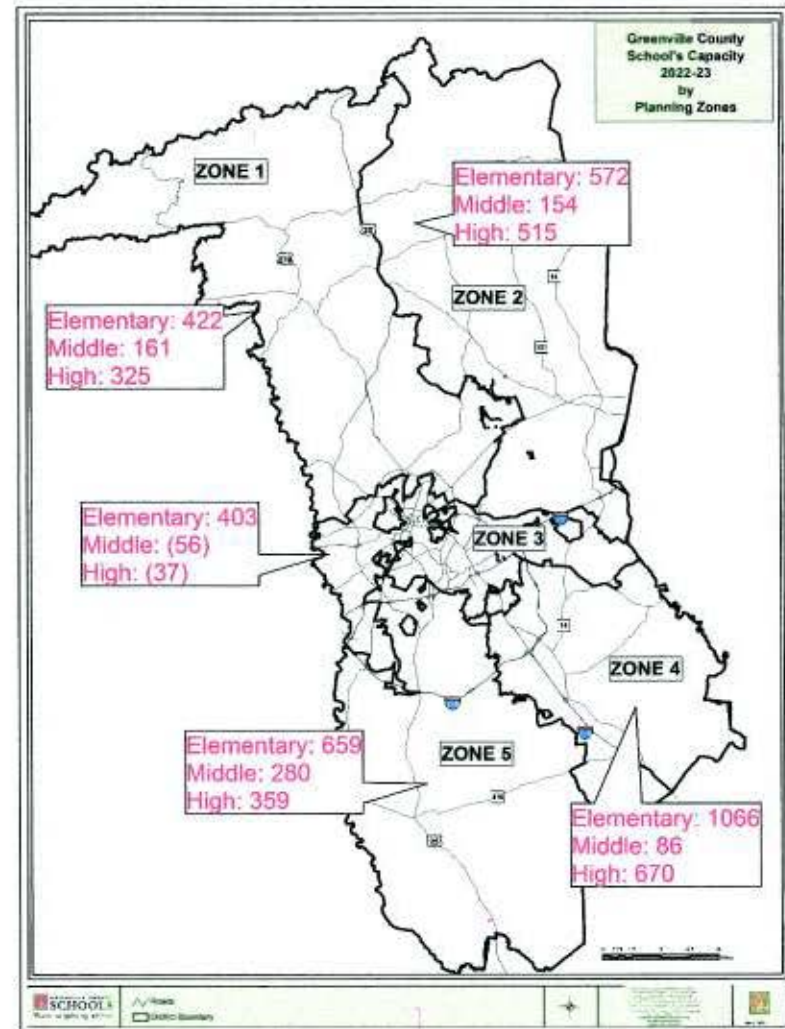 Greenville County
School's Capacity
2022-23
by
Planning Zones
ZONE 1
Elementary: 572
Middle: 154
High: 515
ZONE 2
Elementary: 422
Middle: 161
High: 325
Elementary: 403
Middle: (56)
High: (37)
ZONE 3
14
ZONE 4
Elementary: 659
Middle: 280
High: 359
ZONE 5
Elementary: 1066
Middle: 86
High: 670
SCHOOLS
Roads
District Boundary